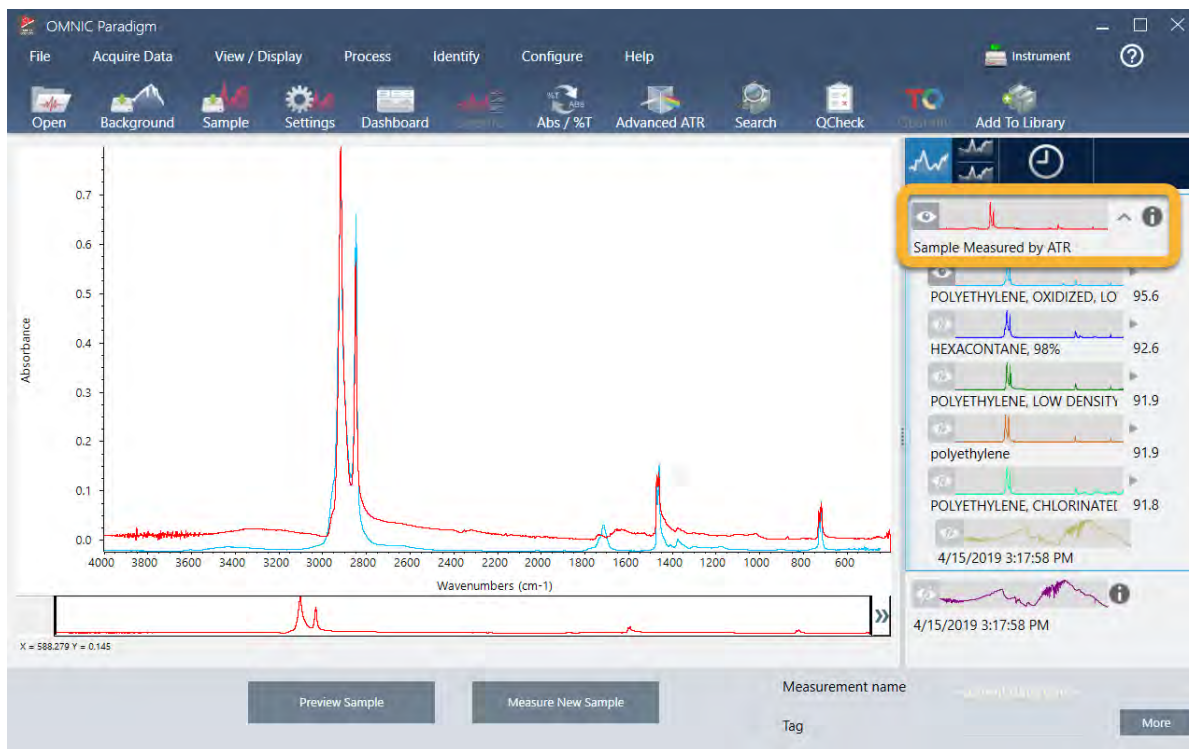 OMNIC Paradigm
File Acquire Data View / Display Process Identify Configure Help Instrument
Open Background Sample Settings Dashboard Abs / %T Advanced ATR Search QCheck Add To Library
Sample Measured by ATR
POLYETHYLENE, OXIDIZED, LO 95.6
HEXACONTANE, 98% 92.6
POLYETHYLENE, LOW DENSITY 91.9
polyethylene 91.9
POLYETHYLENE, CHLORINATED 91.8
4/15/2019 3:17:58 PM
4/15/2019 3:17:58 PM
Absorbance
0.7
0.6
0.5
0.4
0.3
0.2
0.1
0.0
4000 3800 3600 3400 3200 3000 2800 2600 2400 2200 2000 1800 1600 1400 1200 1000 800 600
Wavenumbers (cm-1)
X = 588.279 Y = 0.145
Preview Sample Measure New Sample
Measurement name
Tag
More